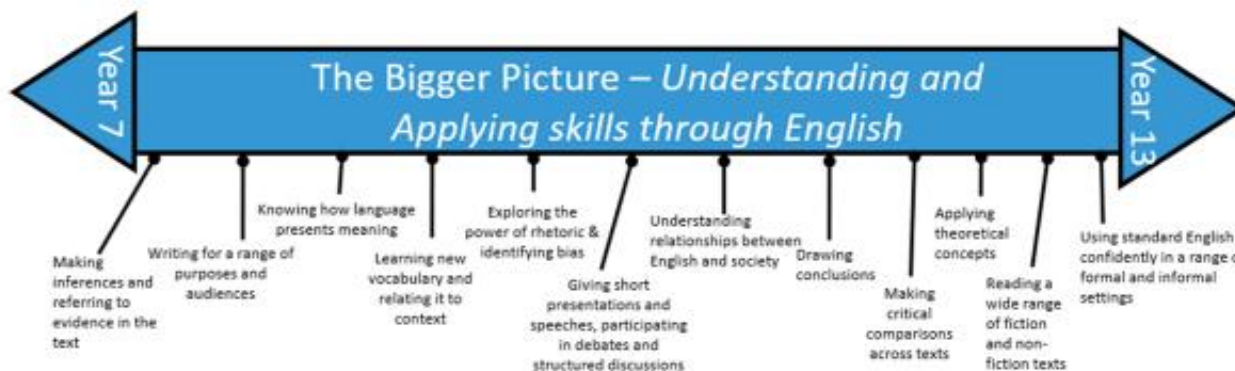 Year 7
The Bigger Picture – Understanding and
Applying skills through English
Year 13
Making
inferences and
referring to
evidence in the
text
Writing for a range of
purposes and
audiences
Knowing how language
presents meaning
Learning new
vocabulary and
relating it to
context
Exploring the
power of rhetoric &
identifying bias
Giving short
presentations and
speeches, participating
in debates and
structured discussions
Understanding
relationships between
English and society
Drawing
conclusions
Making
critical
comparisons
across texts
Applying
theoretical
concepts
Reading a
wide range
of fiction
and non-
fiction texts
Using standard English
confidently in a range o
formal and informal
settings